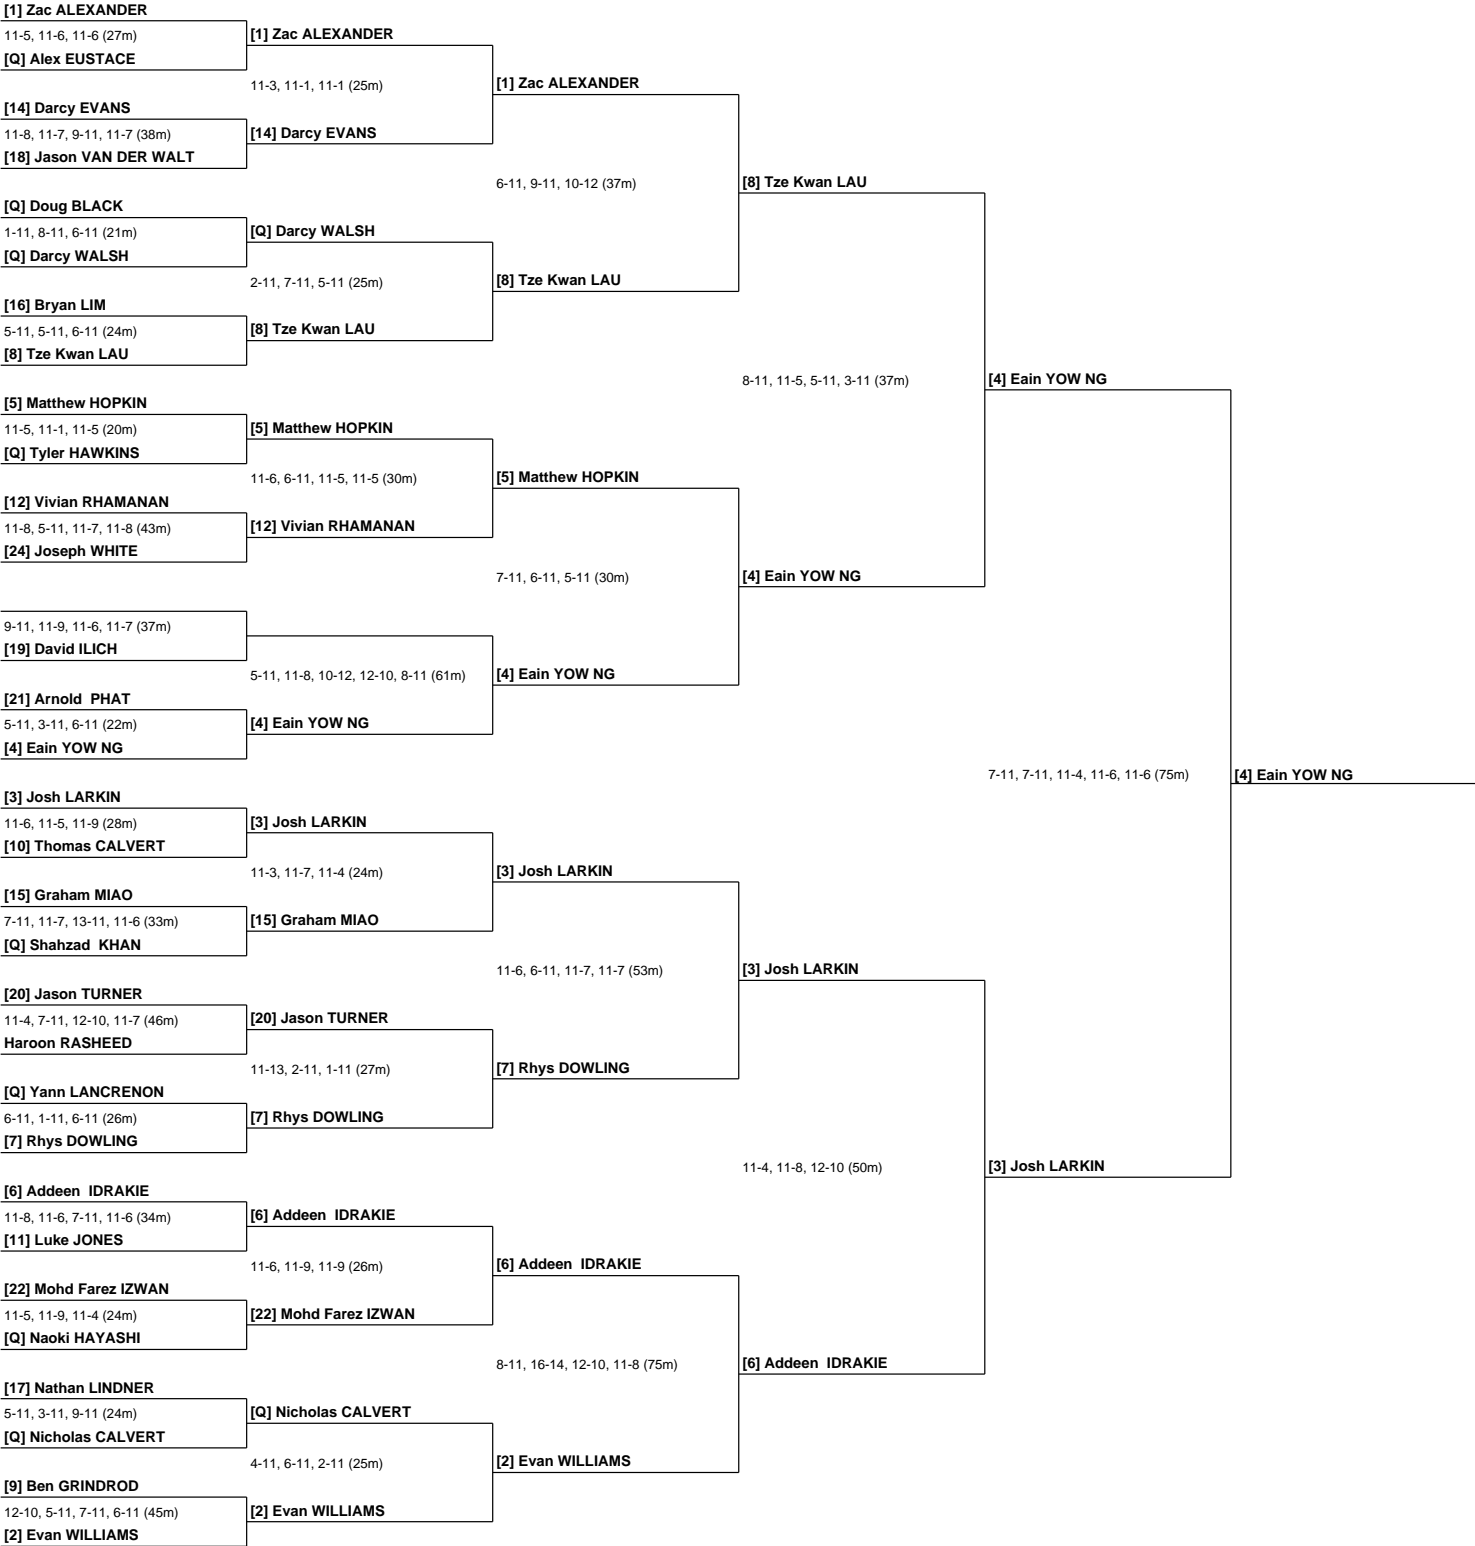 [1] Zac ALEXANDER
11-5, 11-6, 11-6 (27m)
[Q] Alex EUSTACE
[14] Darcy EVANS
11-8, 11-7, 9-11, 11-7 (38m)
[18] Jason VAN DER WALT
[Q] Doug BLACK
1-11, 8-11, 6-11 (21m)
[Q] Darcy WALSH
[16] Bryan LIM
5-11, 5-11, 6-11 (24m)
[8] Tze Kwan LAU
[5] Matthew HOPKIN
11-5, 11-1, 11-5 (20m)
[Q] Tyler HAWKINS
[12] Vivian RHAMANAN
11-8, 5-11, 11-7, 11-8 (43m)
[24] Joseph WHITE
9-11, 11-9, 11-6, 11-7 (37m)
[19] David ILICH
[21] Arnold  PHAT
5-11, 3-11, 6-11 (22m)
[4] Eain YOW NG
[3] Josh LARKIN
11-6, 11-5, 11-9 (28m)
[10] Thomas CALVERT
[15] Graham MIAO
7-11, 11-7, 13-11, 11-6 (33m)
[Q] Shahzad  KHAN
[20] Jason TURNER
11-4, 7-11, 12-10, 11-7 (46m)
Haroon RASHEED
[Q] Yann LANCRENON
6-11, 1-11, 6-11 (26m)
[7] Rhys DOWLING
[6] Addeen  IDRAKIE
11-8, 11-6, 7-11, 11-6 (34m)
[11] Luke JONES
[22] Mohd Farez IZWAN
11-5, 11-9, 11-4 (24m)
[Q] Naoki HAYASHI
[17] Nathan LINDNER
5-11, 3-11, 9-11 (24m)
[Q] Nicholas CALVERT
[9] Ben GRINDROD
12-10, 5-11, 7-11, 6-11 (45m)
[2] Evan WILLIAMS
[1] Zac ALEXANDER
11-3, 11-1, 11-1 (25m)
[14] Darcy EVANS
[Q] Darcy WALSH
2-11, 7-11, 5-11 (25m)
[8] Tze Kwan LAU
[5] Matthew HOPKIN
11-6, 6-11, 11-5, 11-5 (30m)
[12] Vivian RHAMANAN
5-11, 11-8, 10-12, 12-10, 8-11 (61m)
[4] Eain YOW NG
[3] Josh LARKIN
11-3, 11-7, 11-4 (24m)
[15] Graham MIAO
[20] Jason TURNER
11-13, 2-11, 1-11 (27m)
[7] Rhys DOWLING
[6] Addeen  IDRAKIE
11-6, 11-9, 11-9 (26m)
[22] Mohd Farez IZWAN
[Q] Nicholas CALVERT
4-11, 6-11, 2-11 (25m)
[2] Evan WILLIAMS
[1] Zac ALEXANDER
6-11, 9-11, 10-12 (37m)
[8] Tze Kwan LAU
[5] Matthew HOPKIN
7-11, 6-11, 5-11 (30m)
[4] Eain YOW NG
[3] Josh LARKIN
11-6, 6-11, 11-7, 11-7 (53m)
[7] Rhys DOWLING
[6] Addeen  IDRAKIE
8-11, 16-14, 12-10, 11-8 (75m)
[2] Evan WILLIAMS
[8] Tze Kwan LAU
8-11, 11-5, 5-11, 3-11 (37m)
[4] Eain YOW NG
[3] Josh LARKIN
11-4, 11-8, 12-10 (50m)
[6] Addeen  IDRAKIE
[4] Eain YOW NG
7-11, 7-11, 11-4, 11-6, 11-6 (75m)
[3] Josh LARKIN
[4] Eain YOW NG